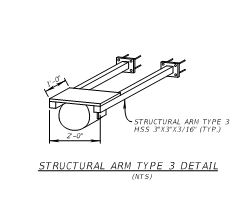 1'-0"
STRUCTURAL ARM TYPE 3
HSS 3"X3"X3/16" (TYP.)
2'-0"
STRUCTURAL ARM TYPE 3 DETAIL
(NTS)